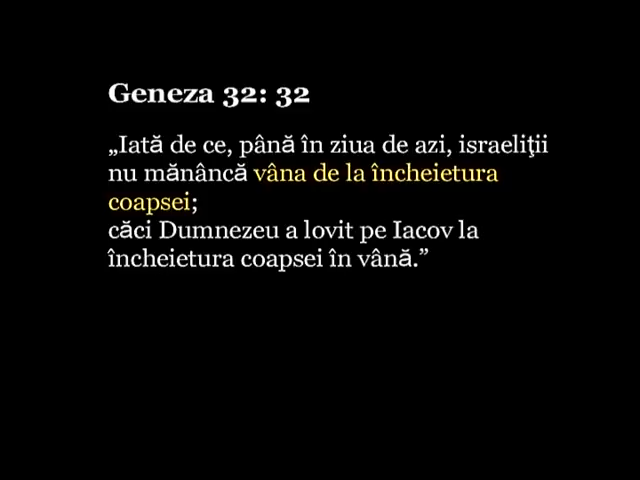 Geneza 32: 32
„Iată de ce, până în ziua de azi, israeliţii
nu mănâncă vâna de la încheietura
coapsei;
căci Dumnezeu a lovit pe Iacov la
încheietura coapsei în vână.”